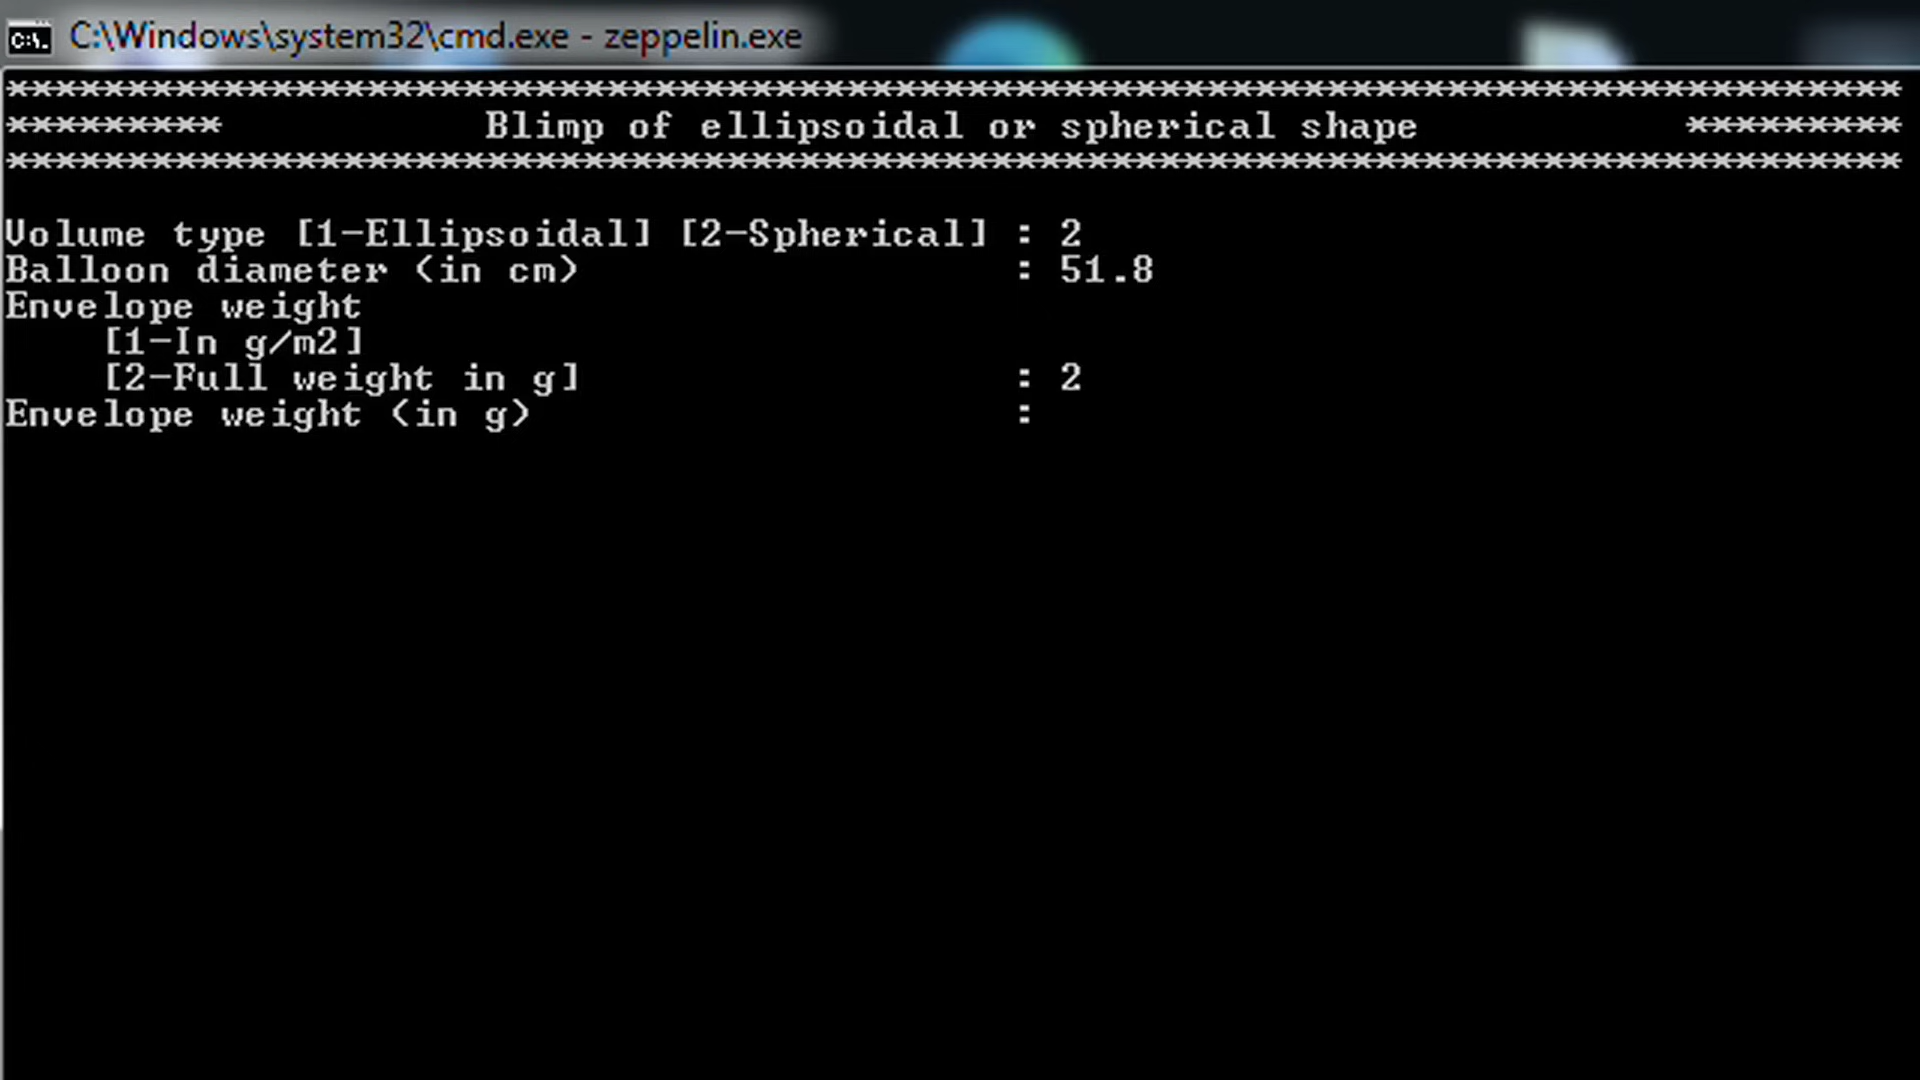 C:\Windows\system32\cmd.exe - zeppelin.exe
*******************************************************************************
********* Blimp of ellipsoidal or spherical shape *********
*******************************************************************************
Volume type [1-Ellipsoidal] [2-Spherical] : 2
Balloon diameter (in cm) : 51.8
Envelope weight
[1-In g/m2]
[2-Full weight in g] : 2
Envelope weight (in g) :